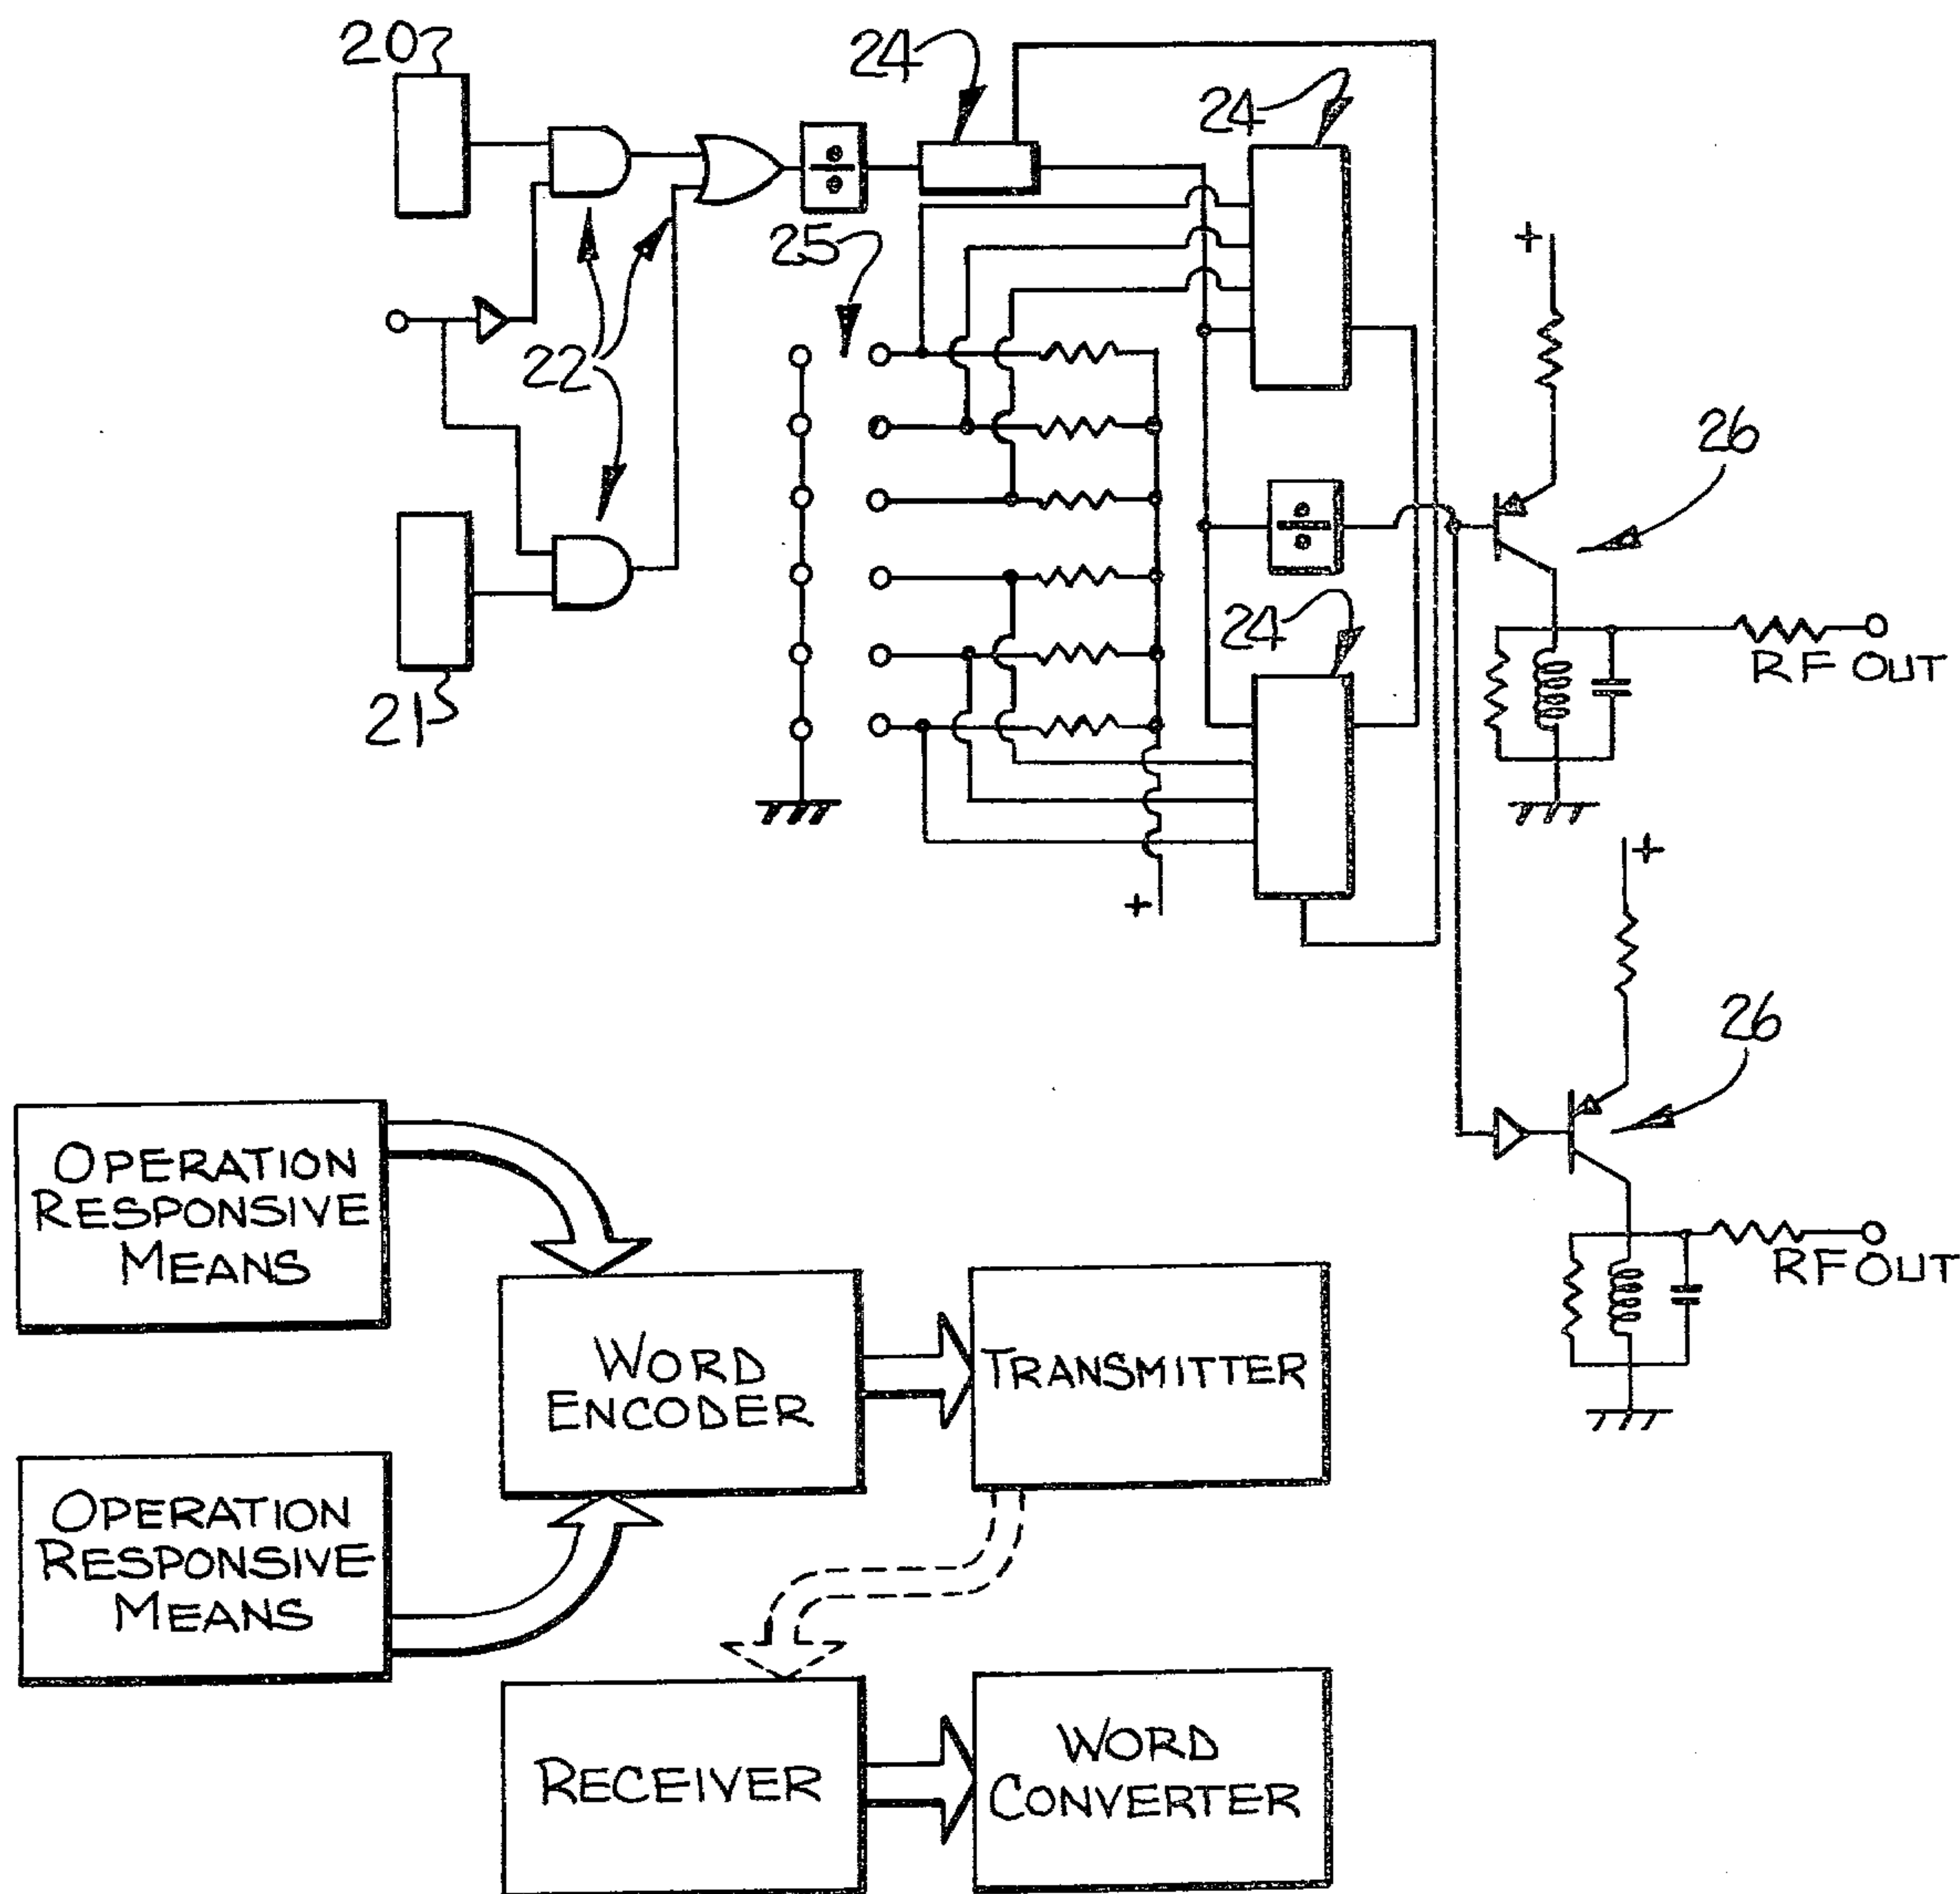 20
24
24
÷
25
+
22
26
÷
24
RF OUT
21
+
+
26
OPERATION
RESPONSIVE
MEANS
RF OUT
WORD
ENCODER
TRANSMITTER
OPERATION
RESPONSIVE
MEANS
RECEIVER
WORD
CONVERTER